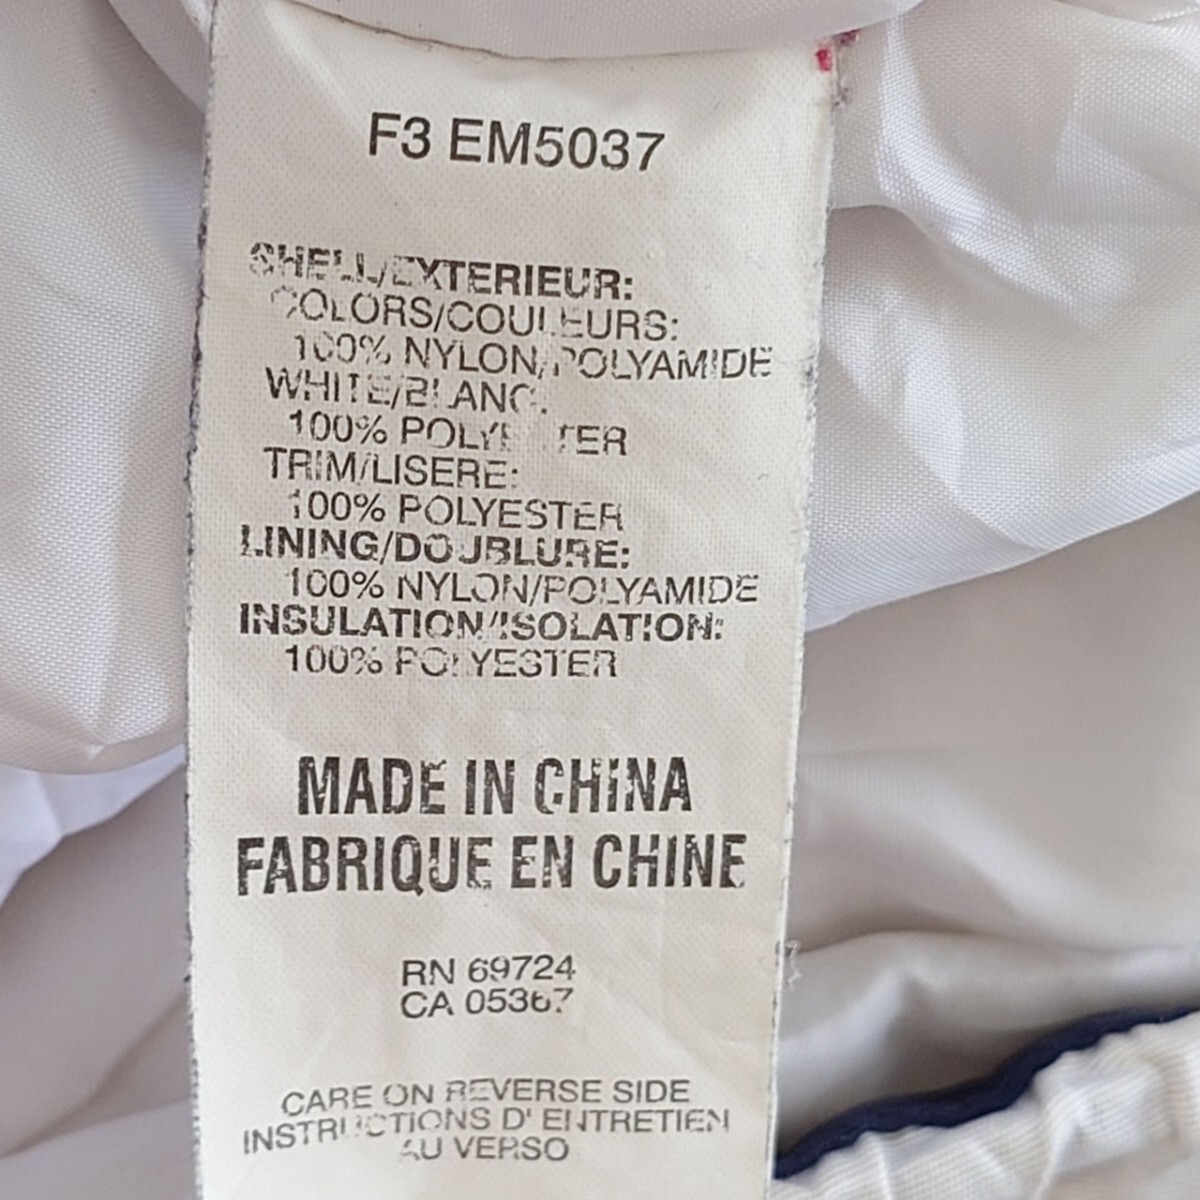 F3 EM5037
SHELL/EXTERIEUR:
COLORS/COULEURS:
100% NYLON/POLYAMIDE
WHITE/BLANC:
100% POLYESTER
TRIM/LISERE:
100% POLYESTER
LINING/DOUBLURE:
100% NYLON/POLYAMIDE
INSULATION/ISOLATION:
100% POLYESTER
MADE IN CHINA
FABRIQUE EN CHINE
RN 69724
CA 05367
CARE ON REVERSE SIDE
INSTRUCTIONS D' ENTRETIEN
AU VERSO